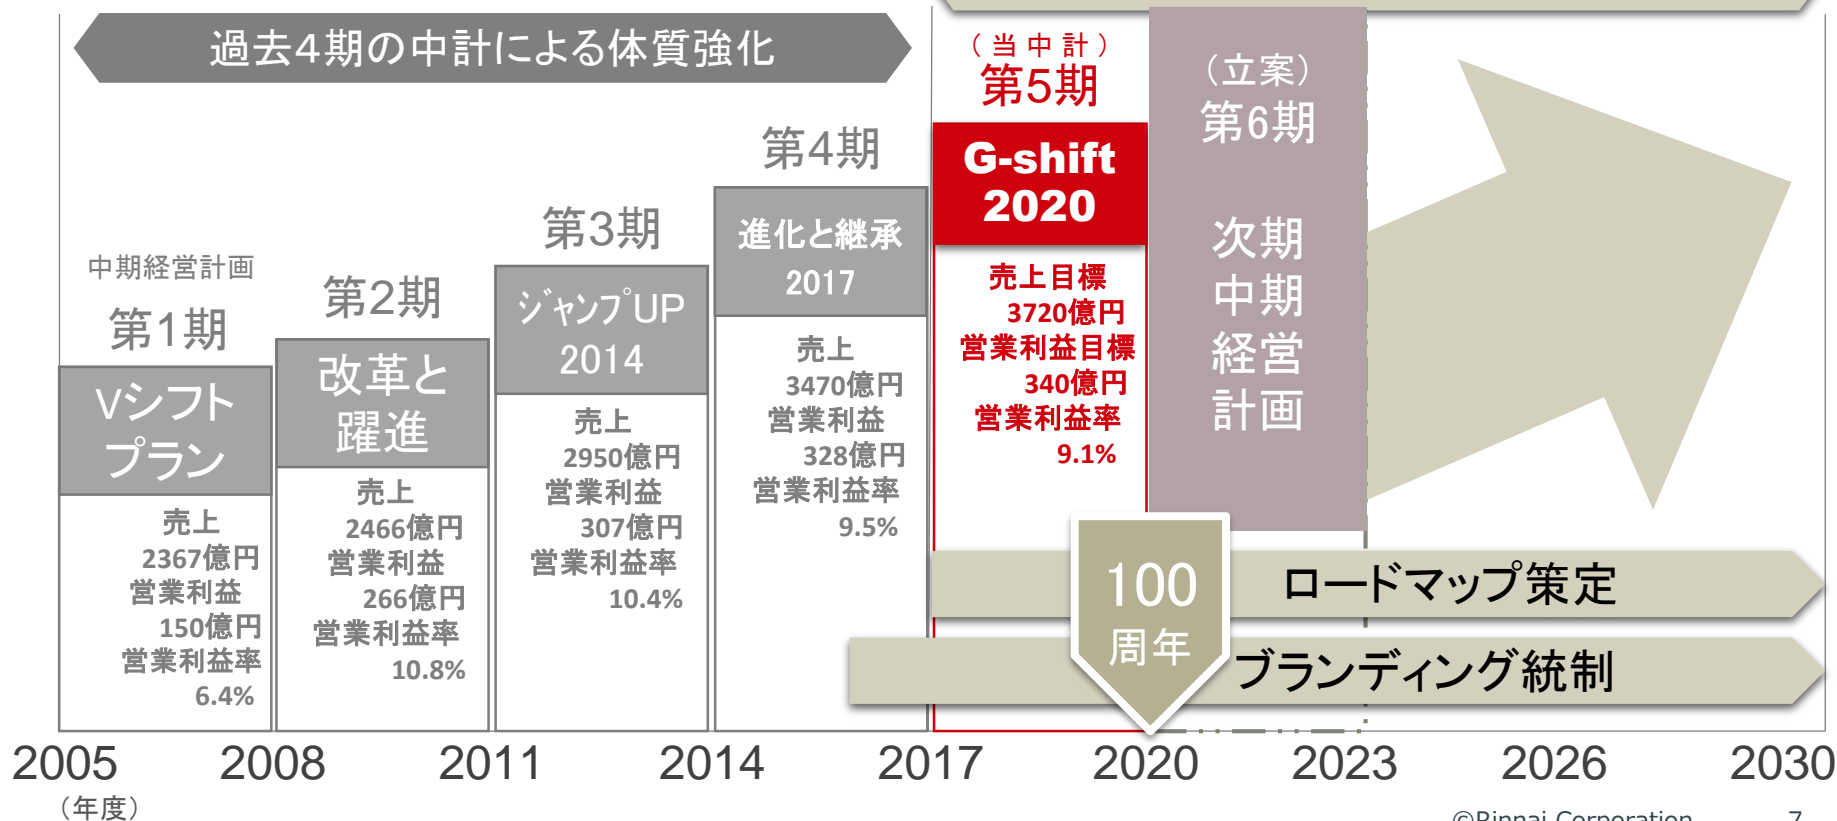 過去4期の中計による体質強化
中期経営計画
第1期
Vシフト
プラン
売上
2367億円
営業利益
150億円
営業利益率
6.4%
第2期
改革と
躍進
売上
2466億円
営業利益
266億円
営業利益率
10.8%
第3期
ジャンプUP
2014
売上
2950億円
営業利益
307億円
営業利益率
10.4%
第4期
進化と継承
2017
売上
3470億円
営業利益
328億円
営業利益率
9.5%
（当中計）
第5期
G-shift
2020
売上目標
3720億円
営業利益目標
340億円
営業利益率
9.1%
（立案）
第6期
次期
中期
経営
計画
100
周年
ロードマップ策定
ブランディング統制
2005 2008 2011 2014 2017 2020 2023 2026 2030
（年度）
©Rinnai Corporation 7